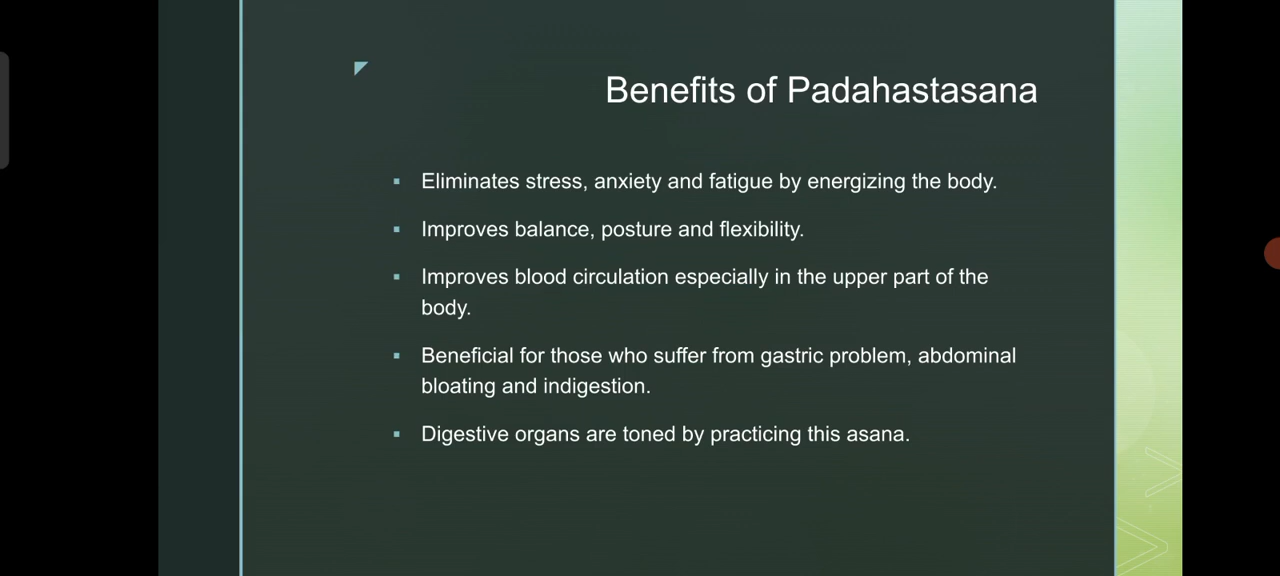 Benefits of Padahastasana
Eliminates stress, anxiety and fatigue by energizing the body.
Improves balance, posture and flexibility.
Improves blood circulation especially in the upper part of the
body.
Beneficial for those who suffer from gastric problem, abdominal
bloating and indigestion.
Digestive organs are toned by practicing this asana.